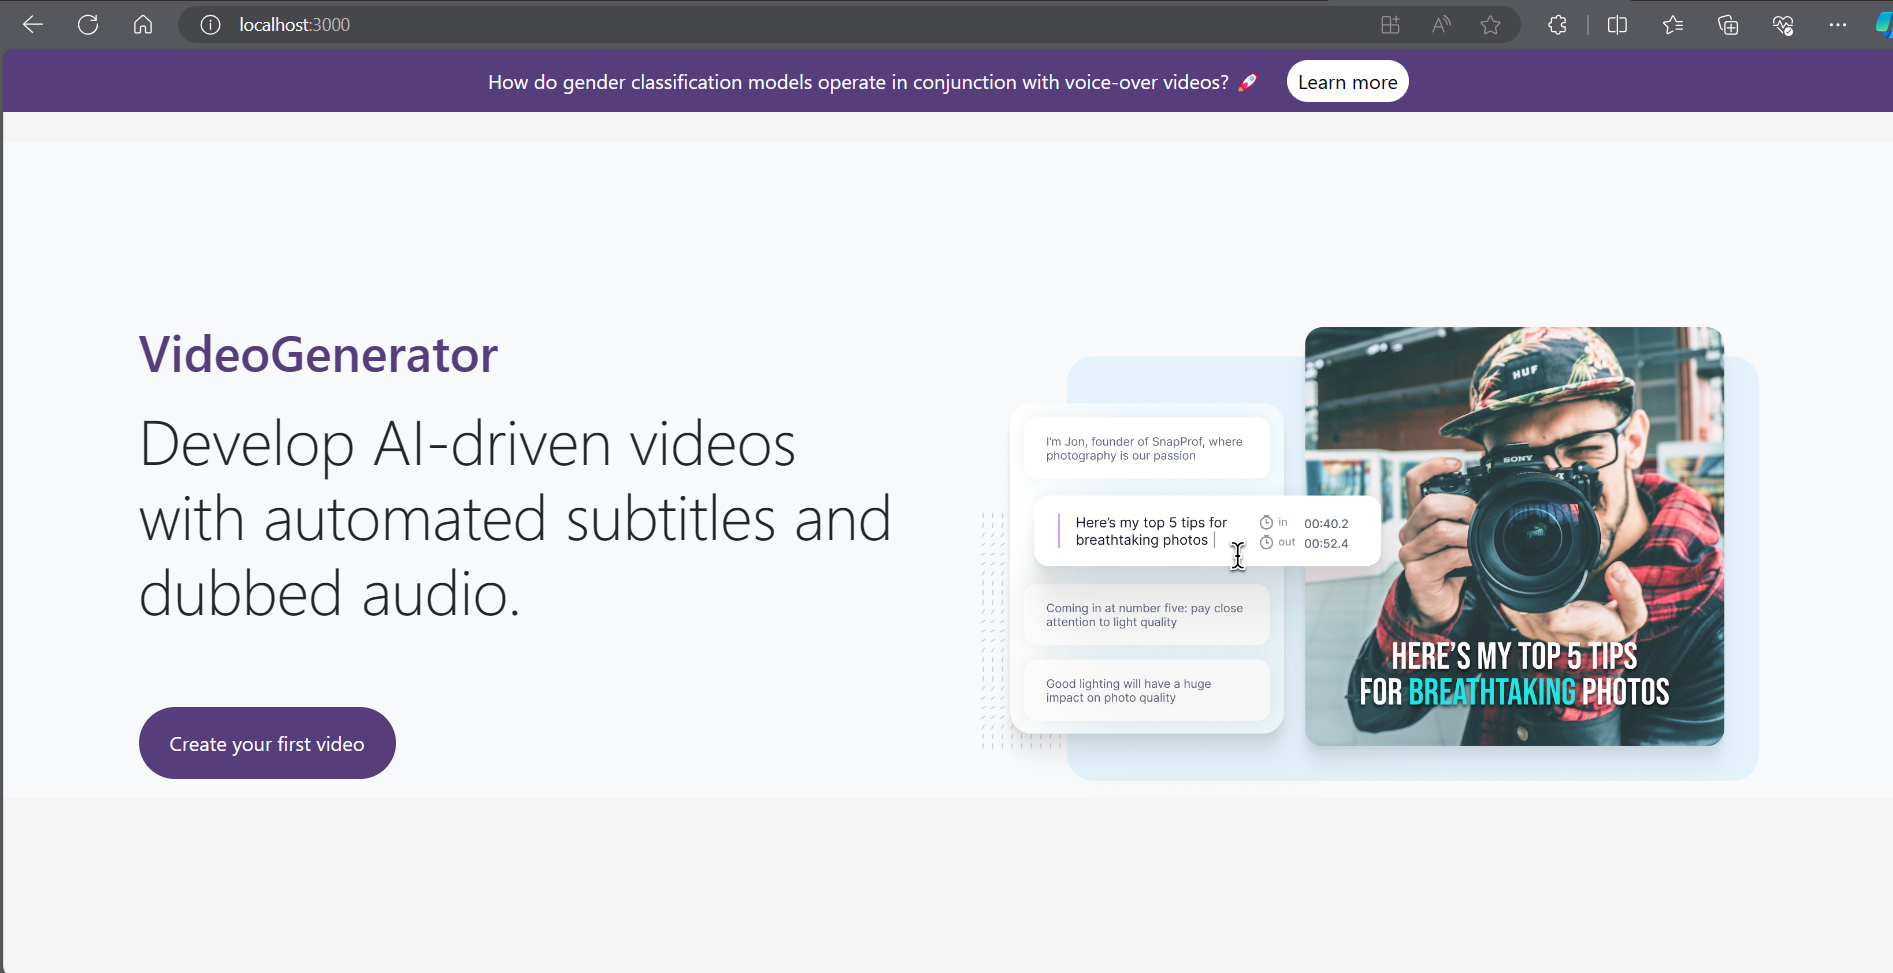 localhost:3000
How do gender classification models operate in conjunction with voice-over videos? 🚀 Learn more
VideoGenerator
Develop AI-driven videos
with automated subtitles and
dubbed audio.
Create your first video
I'm Jon, founder of SnapProf, where
photography is our passion
Here's my top 5 tips for
breathtaking photos
in 00:40.2
out 00:52.4
Coming in at number five: pay close
attention to light quality
Good lighting will have a huge
impact on photo quality
HUF
SONY
HERE'S MY TOP 5 TIPS
FOR BREATHTAKING PHOTOS